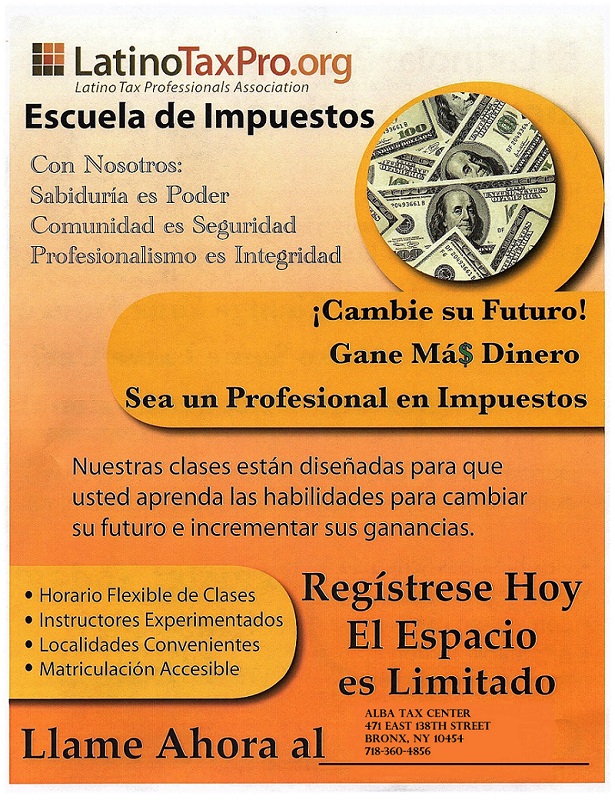 LatinoTaxPro.org
Latino Tax Professionals Association
Escuela de Impuestos
Con Nosotros:
Sabiduría es Poder
Comunidad es Seguridad
Profesionalismo es Integridad
¡Cambie su Futuro!
Gane Má$ Dinero
Sea un Profesional en Impuestos
Nuestras clases están diseñadas para que
usted aprenda las habilidades para cambiar
su futuro e incrementar sus ganancias.
• Horario Flexible de Clases
• Instructores Experimentados
• Localidades Convenientes
• Matriculación Accesible
Regístrese Hoy
El Espacio
es Limitado
Llame Ahora al
ALBA TAX CENTER
471 EAST 138TH STREET
BRONX, NY 10454
718-360-4856